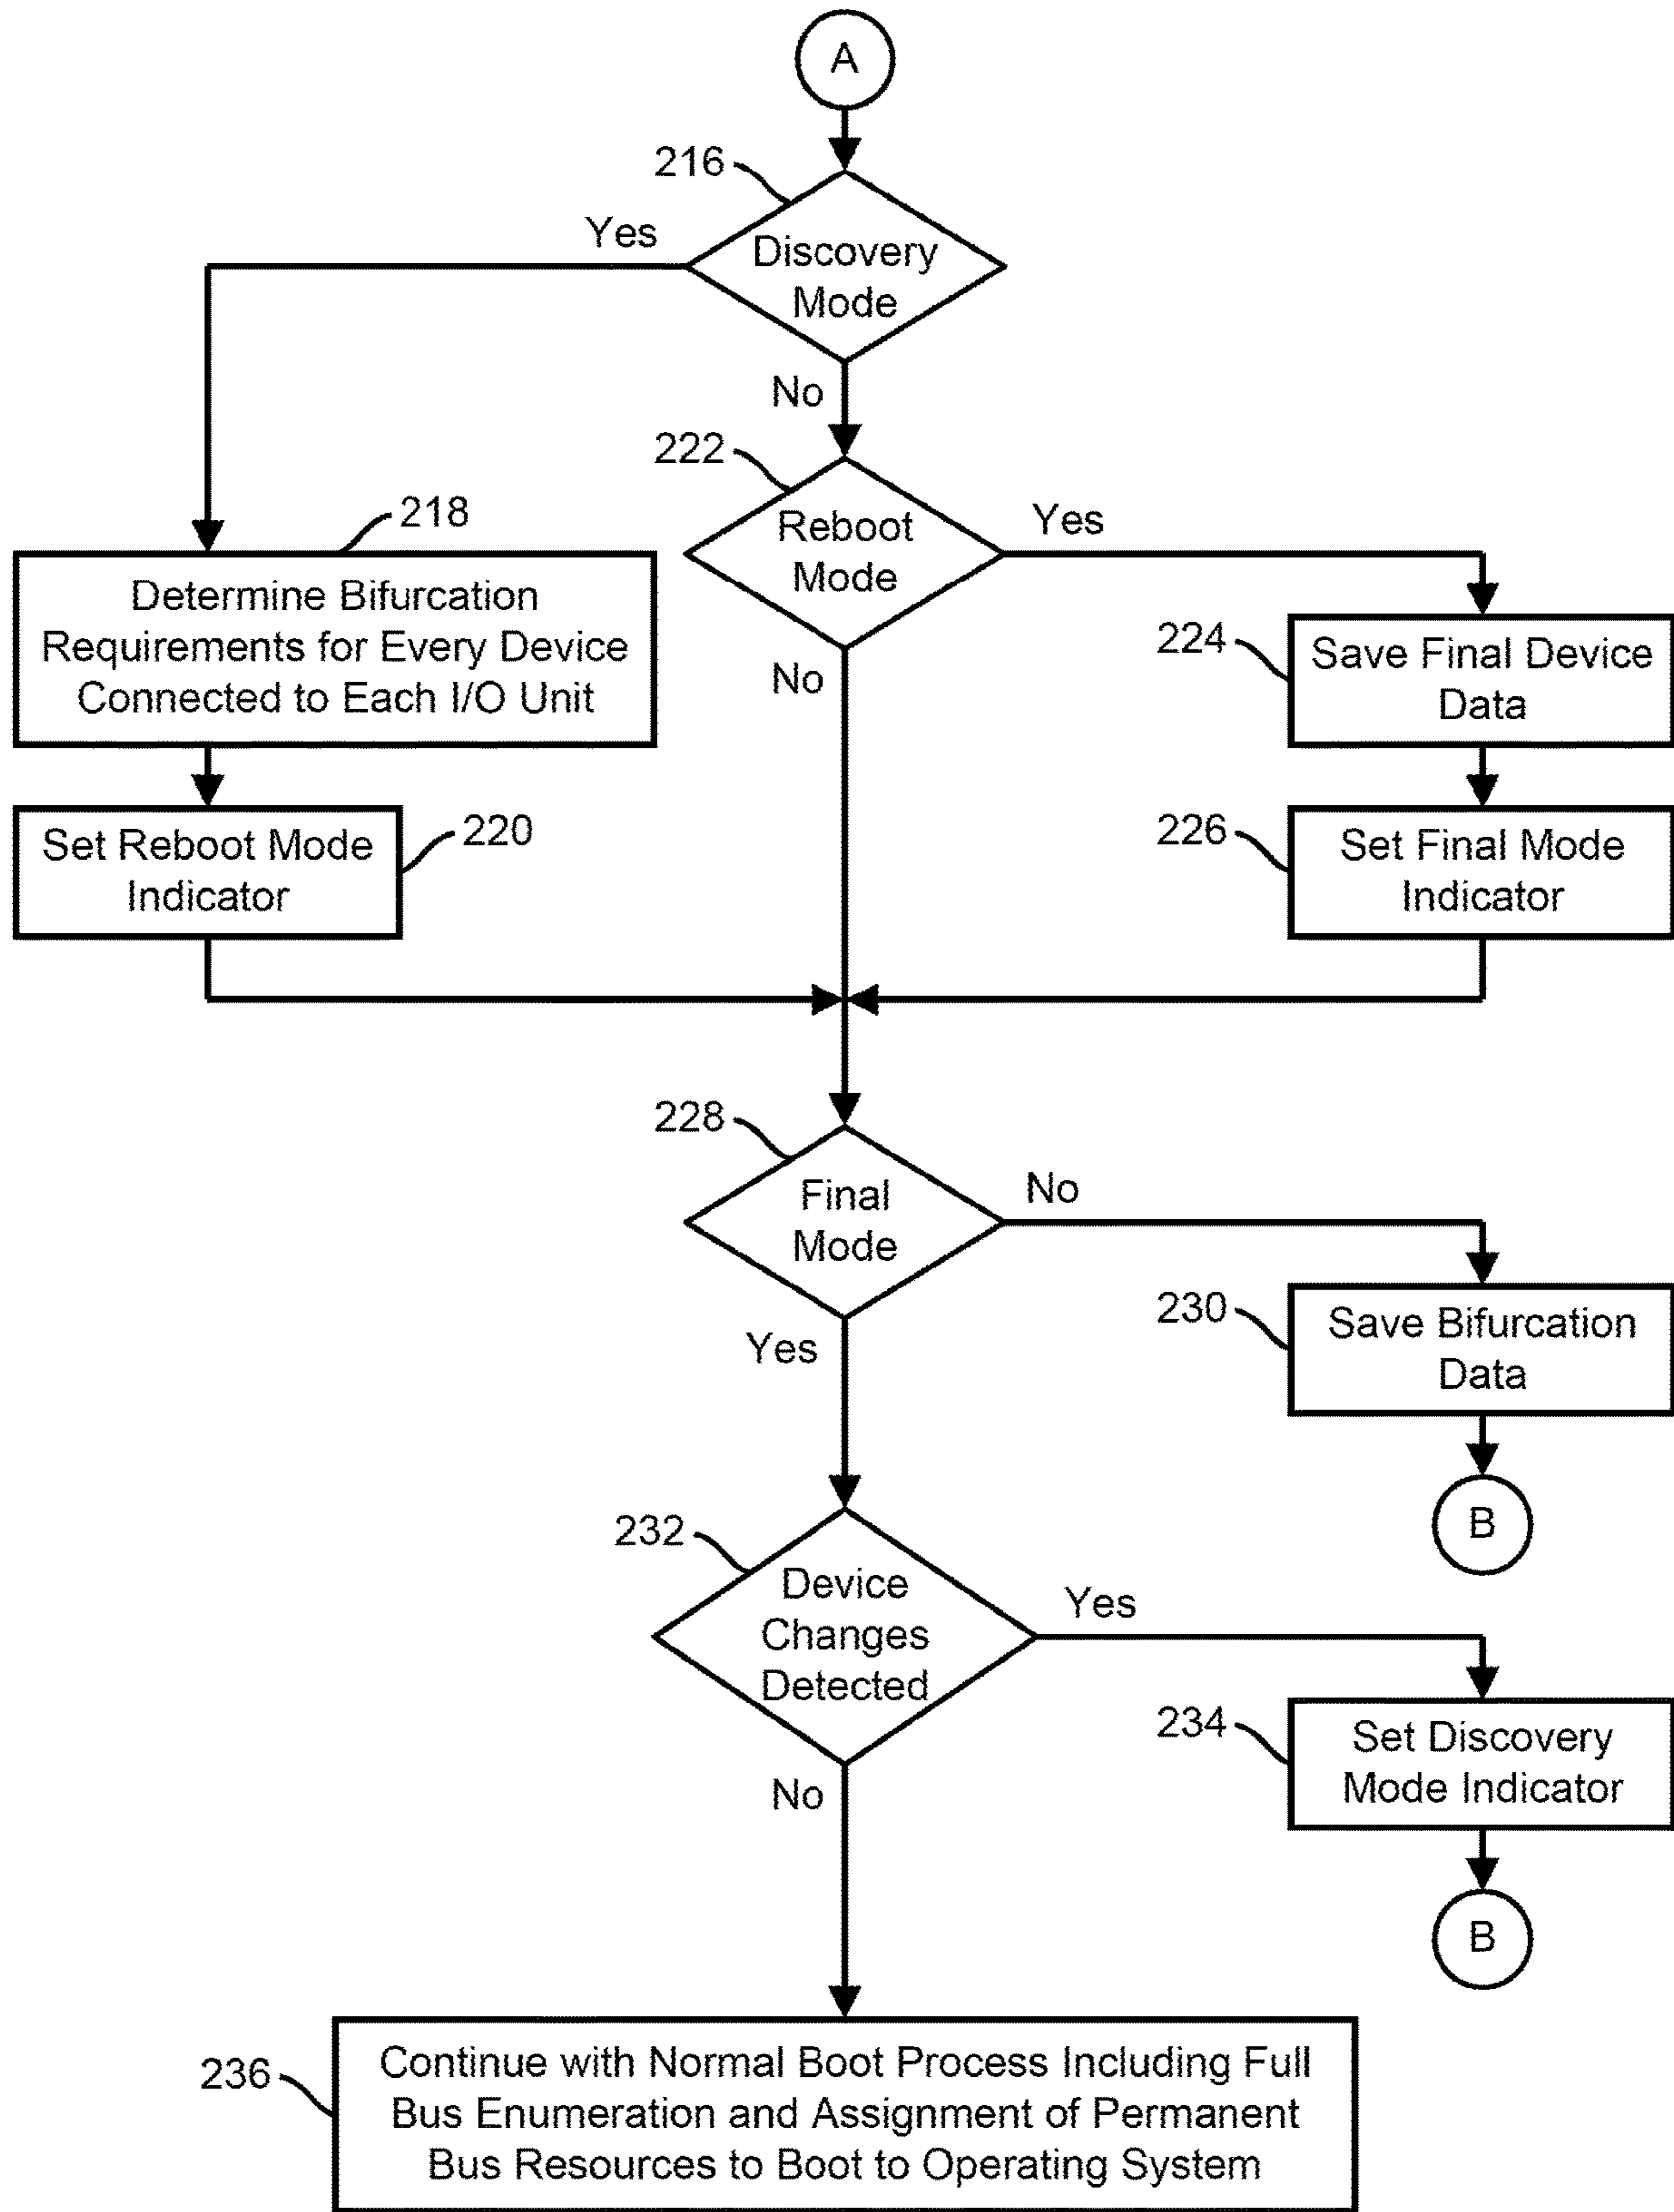 A
216
Yes
Discovery
Mode
No
222
Reboot
Mode
Yes
No
218
Determine Bifurcation
Requirements for Every Device
Connected to Each I/O Unit
224
Save Final Device
Data
Set Reboot Mode
Indicator
220
226
Set Final Mode
Indicator
228
Final
Mode
No
Yes
230
Save Bifurcation
Data
B
232
Device
Changes
Detected
Yes
No
234
Set Discovery
Mode Indicator
B
236
Continue with Normal Boot Process Including Full
Bus Enumeration and Assignment of Permanent
Bus Resources to Boot to Operating System